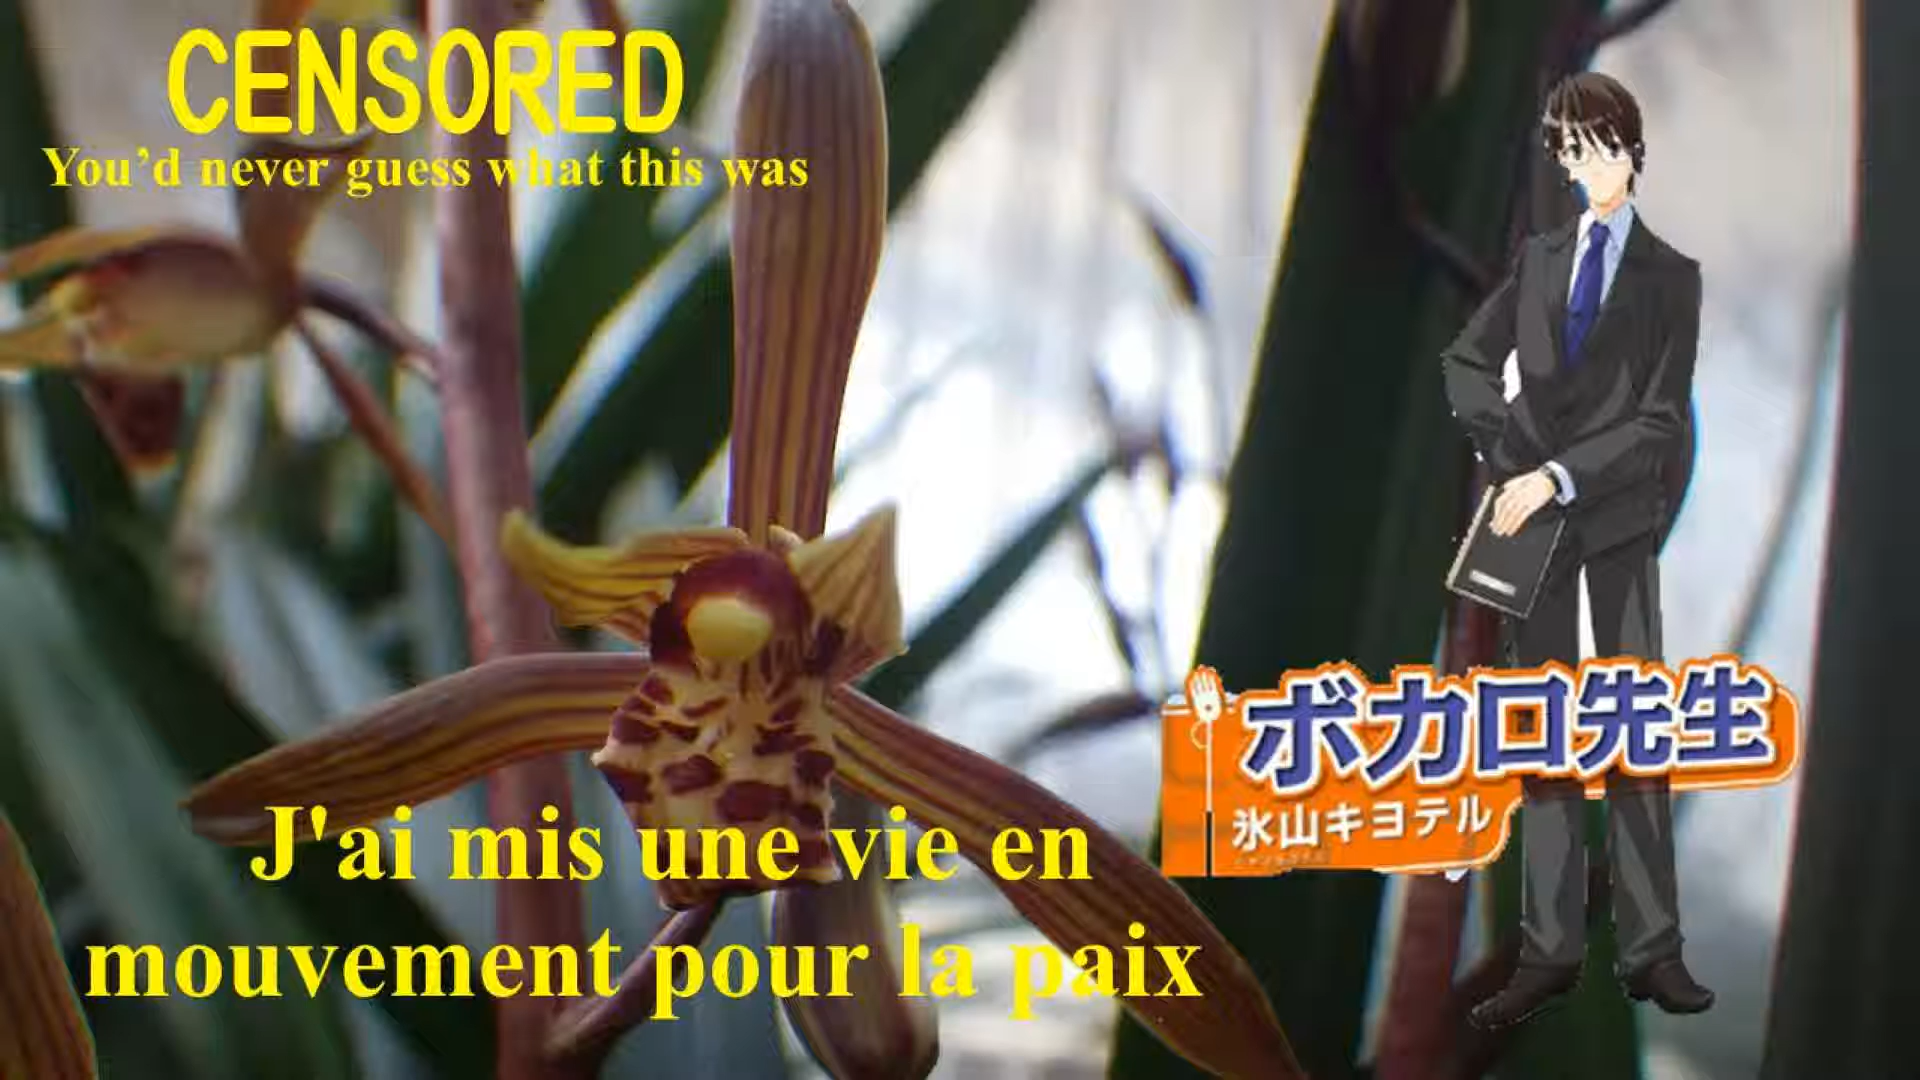 CENSORED
You’d never guess what this was
ボカロ先生
氷山キヨテル
J'ai mis une vie en
mouvement pour la paix